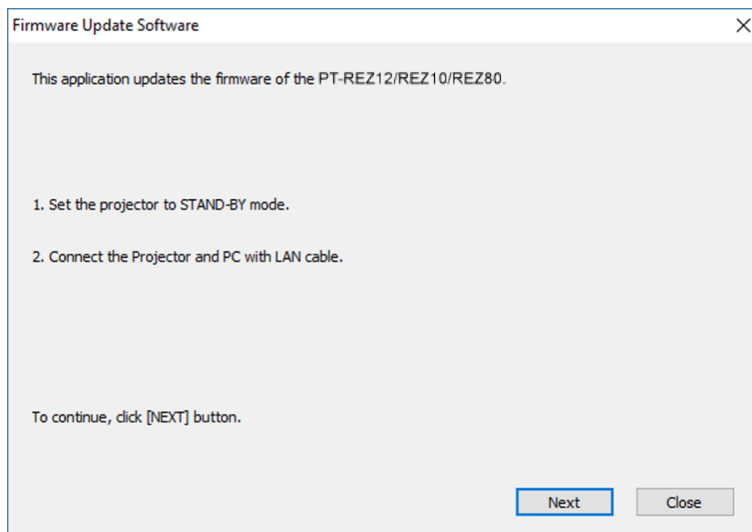 Firmware Update Software
This application updates the firmware of the PT-REZ12/REZ10/REZ80.
1. Set the projector to STAND-BY mode.
2. Connect the Projector and PC with LAN cable.
To continue, click [NEXT] button.
Next Close